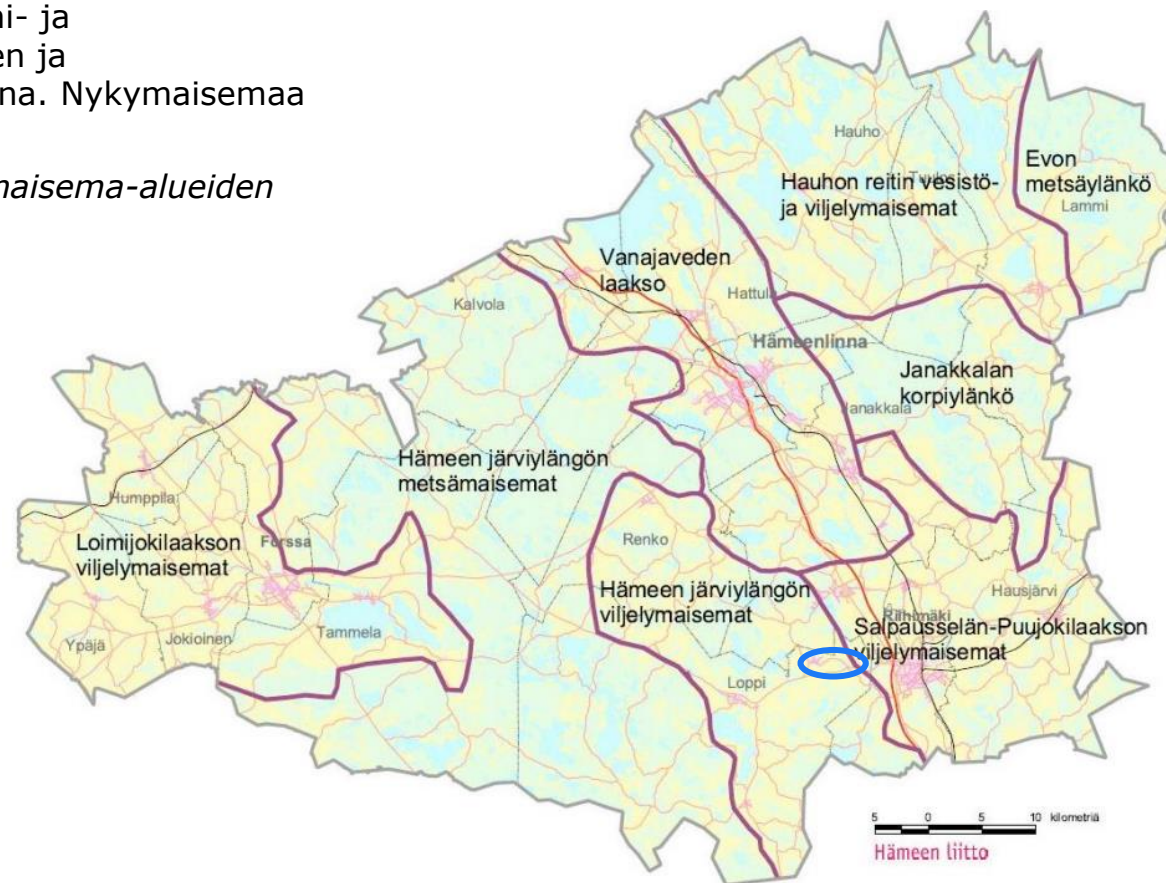 ni- ja
en ja
na. Nykymaisemaa
maisema-alueiden
Hauho
Evon
metsäylänkö
Hauhon reitin vesistö-
ja viljelymaisemat
Tuulos
Lammi
Vanajaveden
laakso
Kalvola
Hattula
Hämeenlinna
Janakkalan
korpiylänkö
Janakkala
Hämeen järviylängön
metsämaisemat
Humppila
Loimijokilaakson
viljelymaisemat
Forssa
Renko
Hämeen järviylängön
viljelymaisemat
Hausjärvi
Riihimäki
Salpausselän-Puujokilaakson
viljelymaisemat
Ypäjä
Jokioinen
Tammela
Loppi
5 0 5 10 kilometriä
Hämeen liitto